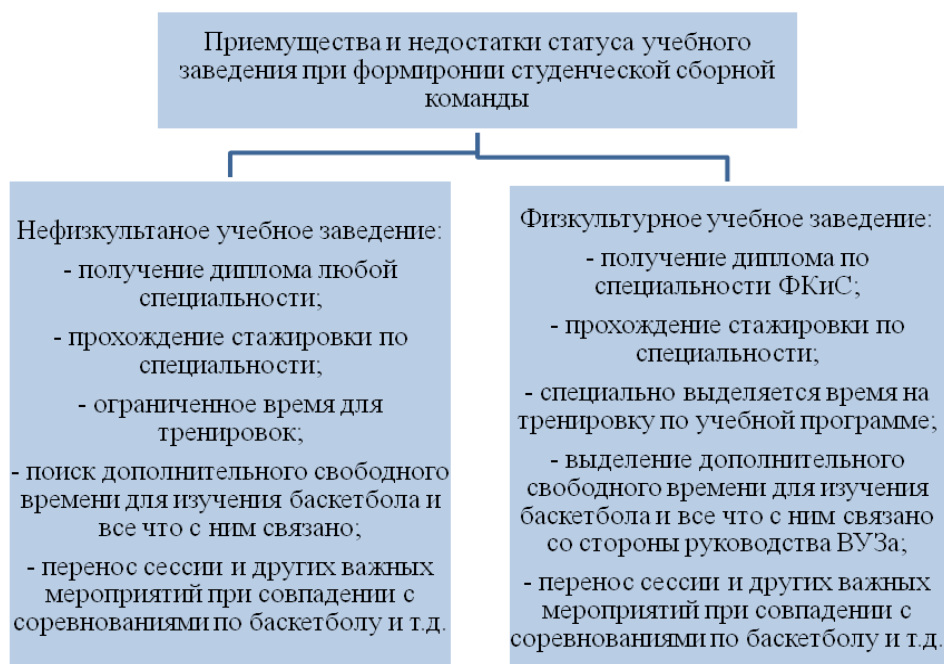 Приемущества и недостатки статуса учебного
заведения при формиронии студенческой сборной
команды
Нефизкультаное учебное заведение:
- получение диплома любой
специальности;
- прохождение стажировки по
специальности;
- ограниченное время для
тренировок;
- поиск дополнительного свободного
времени для изучения баскетбола и
все что с ним связано;
- перенос сессии и других важных
мероприятий при совпадении с
соревнованиями по баскетболу и т.д.
Физкультурное учебное заведение:
- получение диплома по
специальности ФКиС;
- прохождение стажировки по
специальности;
- специально выделяется время на
тренировку по учебной программе;
- выделение дополнительного
свободного времени для изучения
баскетбола и все что с ним связано
со стороны руководства ВУЗа;
- перенос сессии и других важных
мероприятий при совпадении с
соревнованиями по баскетболу и т.д.